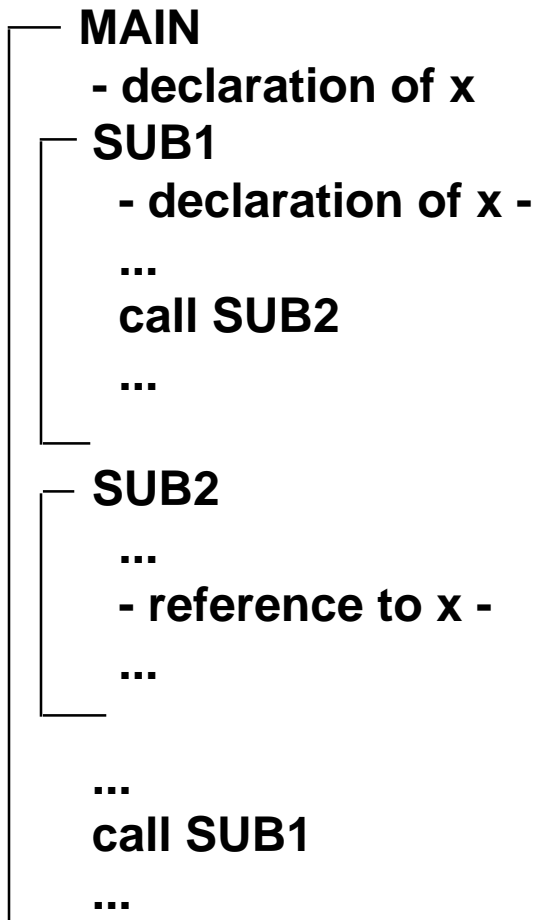 MAIN
- declaration of x
SUB1
- declaration of x -
...
call SUB2
...
SUB2
...
- reference to x -
...
...
call SUB1
...